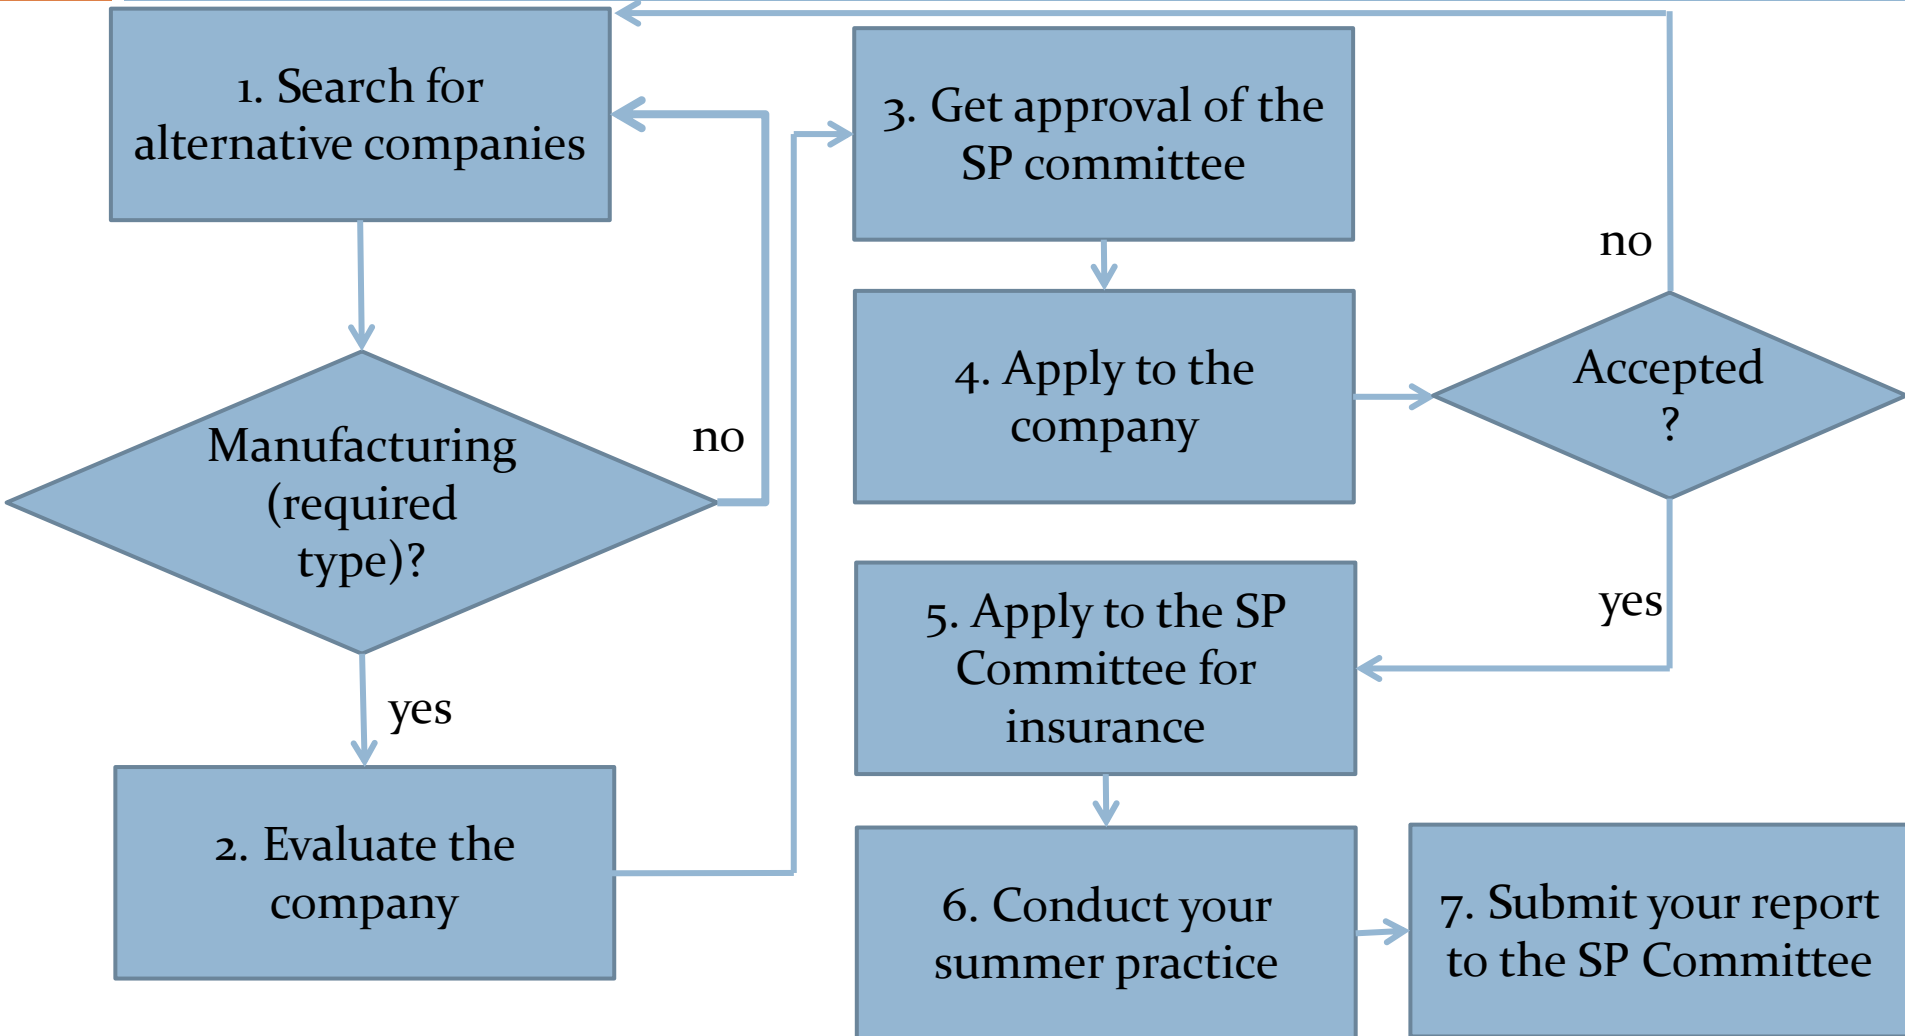 1. Search for
alternative companies
Manufacturing
(required
type)?
no
yes
2. Evaluate the
company
3. Get approval of the
SP committee
4. Apply to the
company
Accepted
?
no
yes
5. Apply to the SP
Committee for
insurance
6. Conduct your
summer practice
7. Submit your report
to the SP Committee